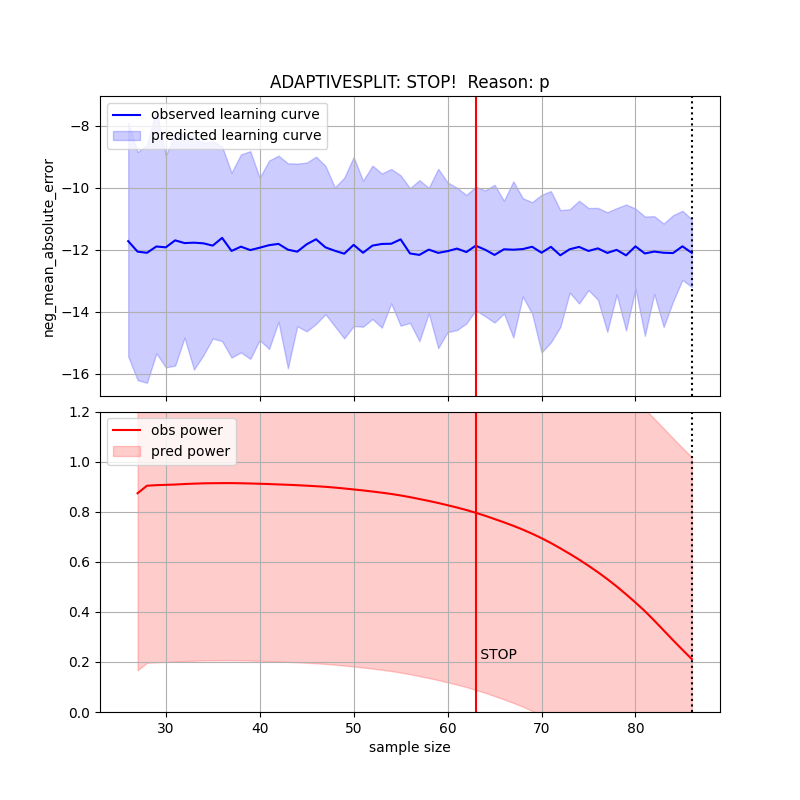 ADAPTIVESPLIT: STOP!  Reason: p
observed learning curve
predicted learning curve
neg_mean_absolute_error
−8
−10
−12
−14
−16
obs power
pred power
1.2
1.0
0.8
0.6
0.4
0.2
0.0
STOP
30 40 50 60 70 80
sample size